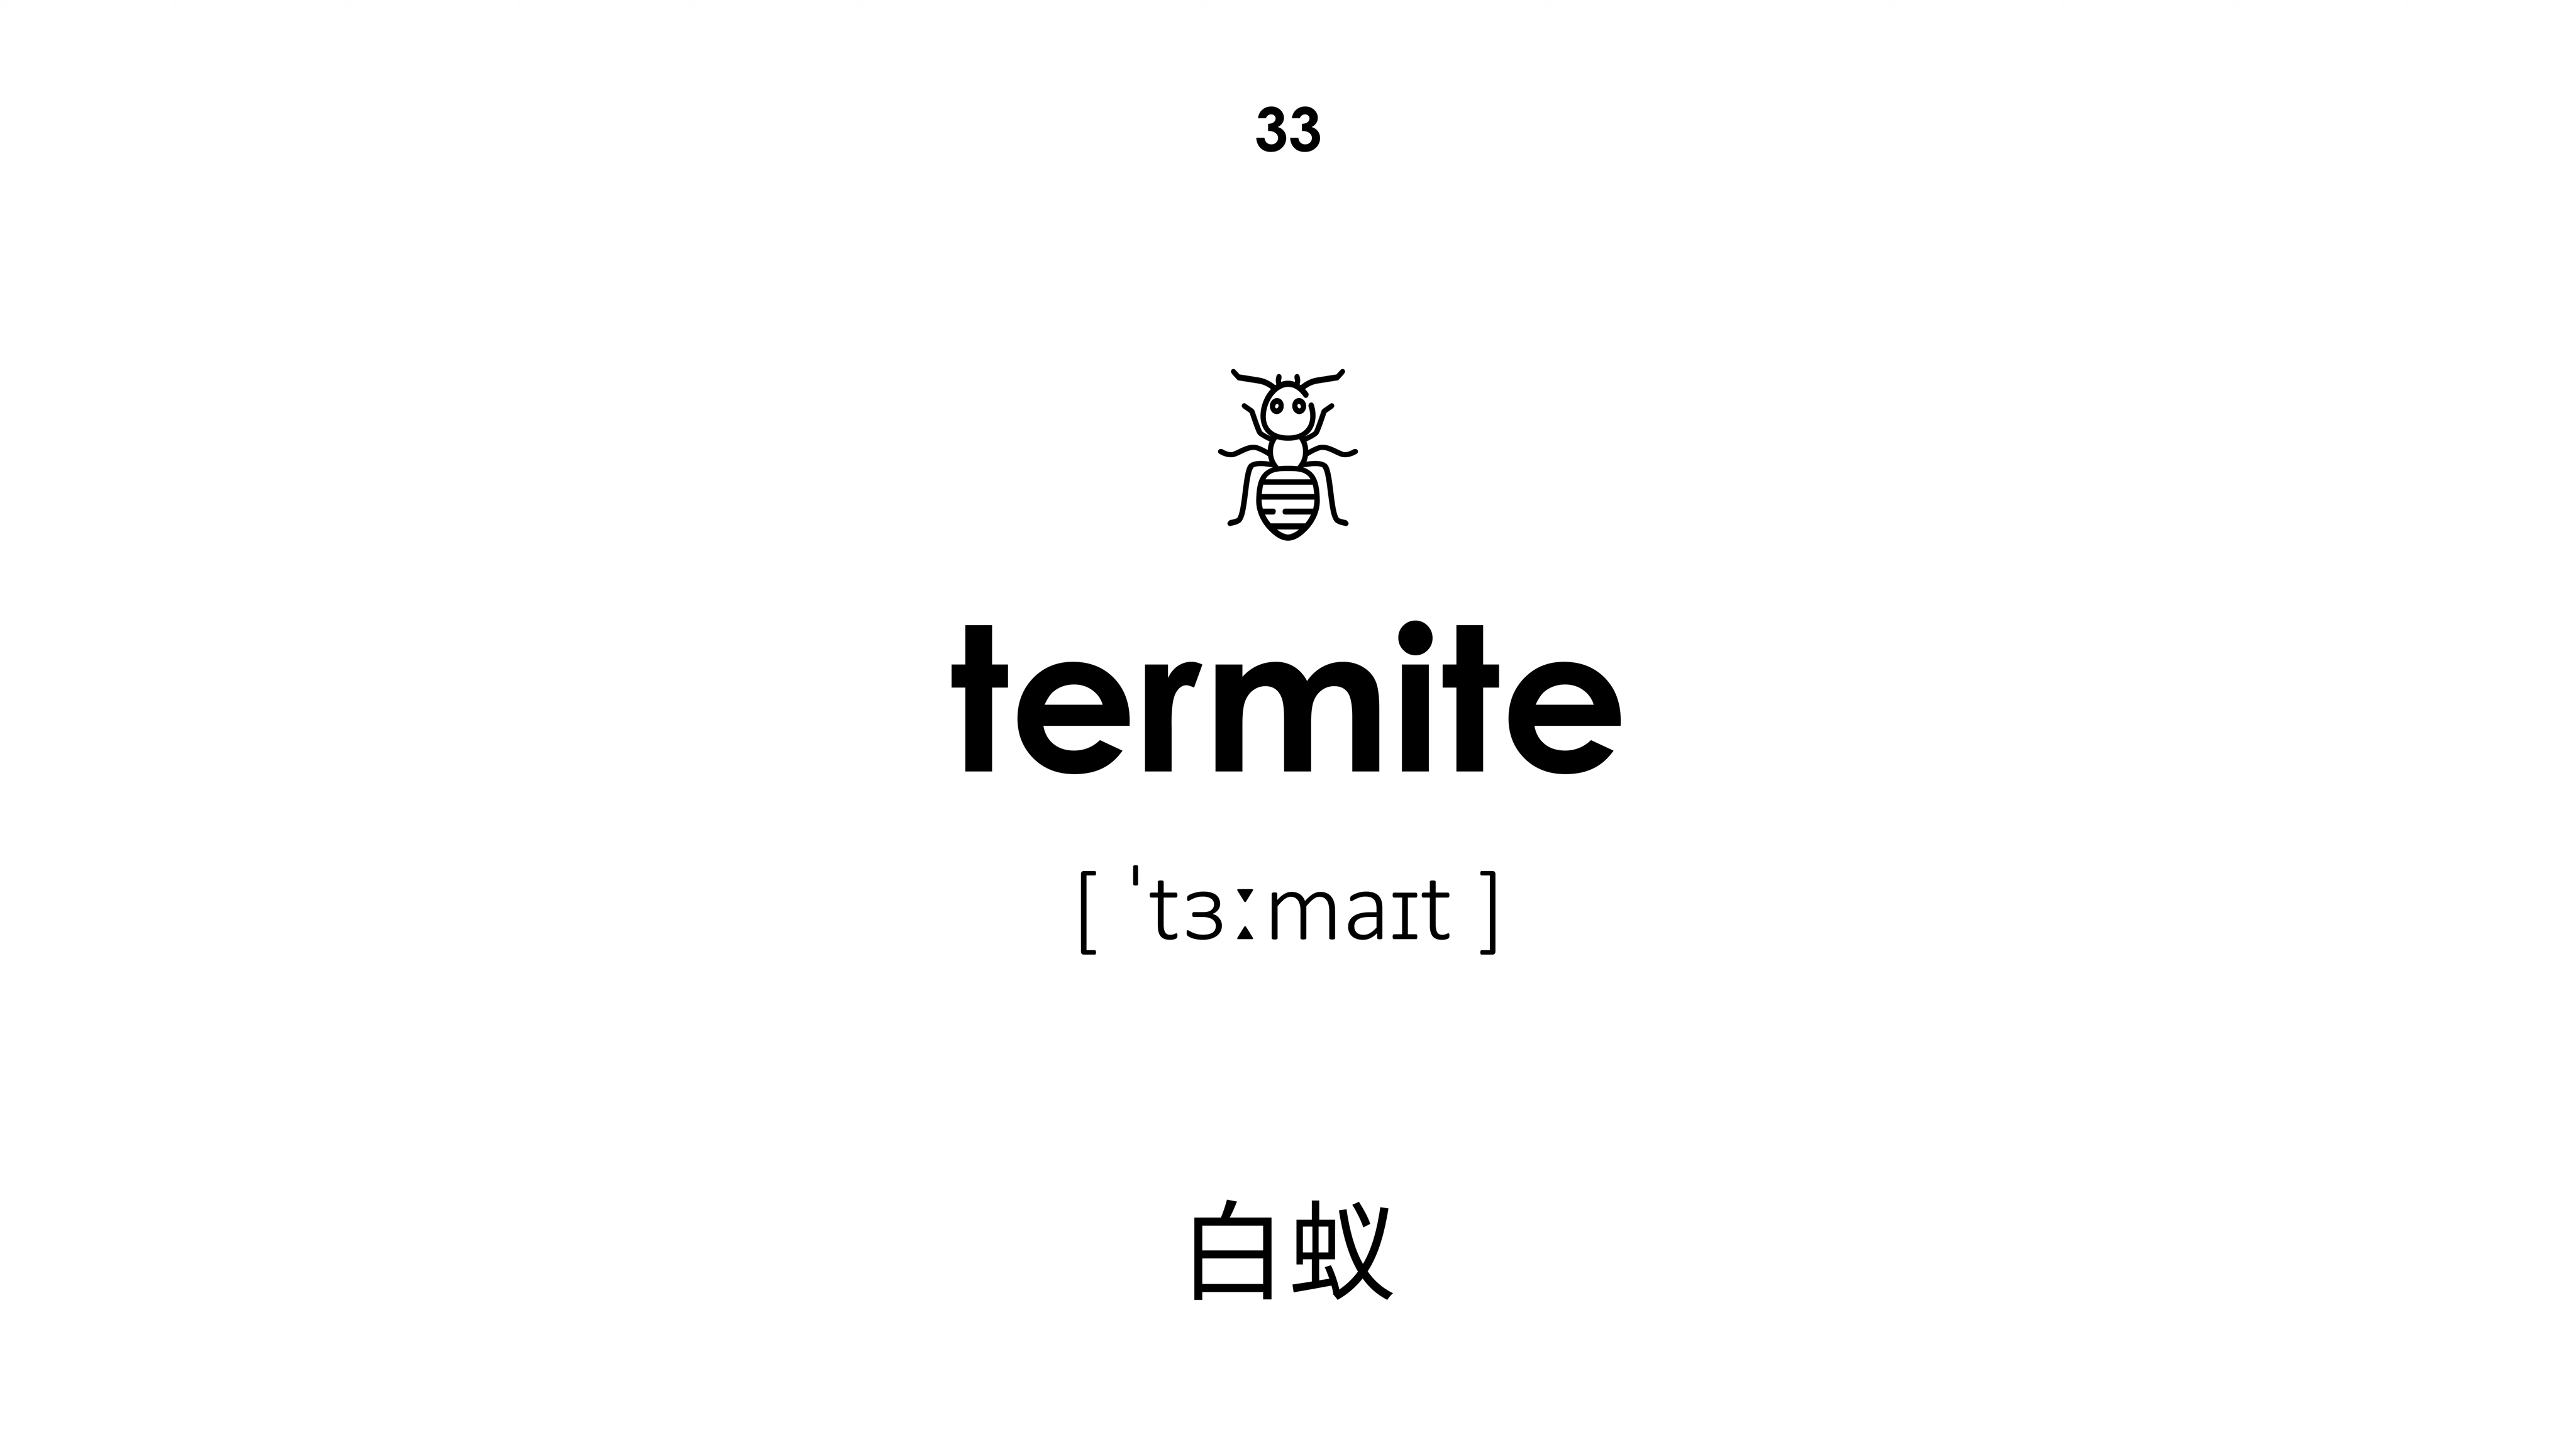 33
termite
[ ˈtɜːmaɪt ]
白蚁